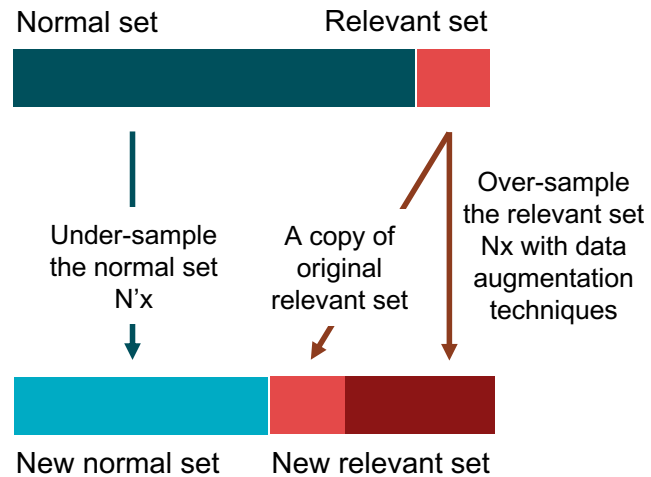 Normal set
Relevant set
Under-sample
the normal set
N'x
A copy of
original
relevant set
Over-sample
the relevant set
Nx with data
augmentation
techniques
New normal set
New relevant set